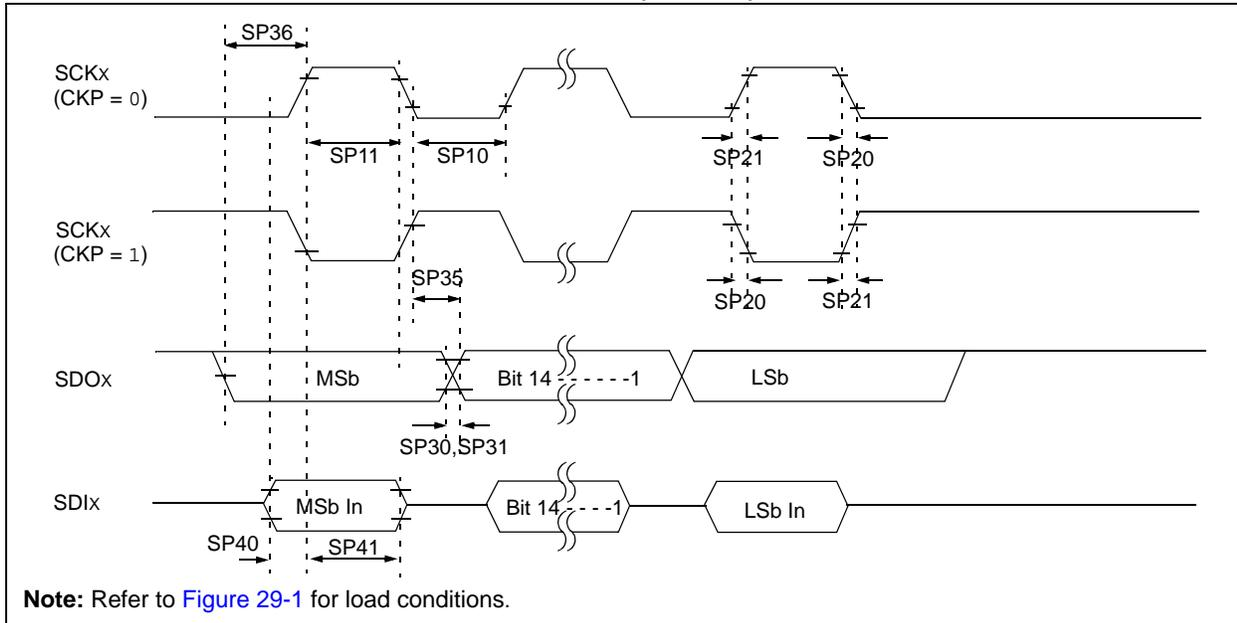 SP36
SCKx
(CKP = 0)
SP11
SP10
SP21
SP20
SCKx
(CKP = 1)
SP35
SP20
SP21
SDOx
MSb
Bit 14 - - - - - -1
LSb
SP30,SP31
SDIx
MSb In
Bit 14 - - - -1
LSb In
SP40
SP41
Note: Refer to Figure 29-1 for load conditions.